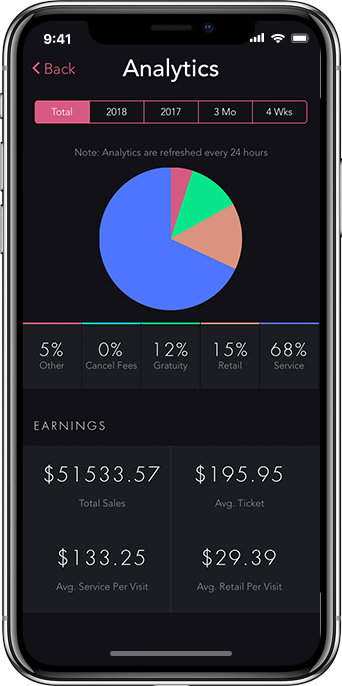 9:41
Back
Analytics
Total 2018 2017 3 Mo 4 Wks
Note: Analytics are refreshed every 24 hours
5% 0% 12% 15% 68%
Other Cancel Fees Gratuity Retail Service
EARNINGS
$51533.57 $195.95
Total Sales Avg. Ticket
$133.25 $29.39
Avg. Service Per Visit Avg. Retail Per Visit